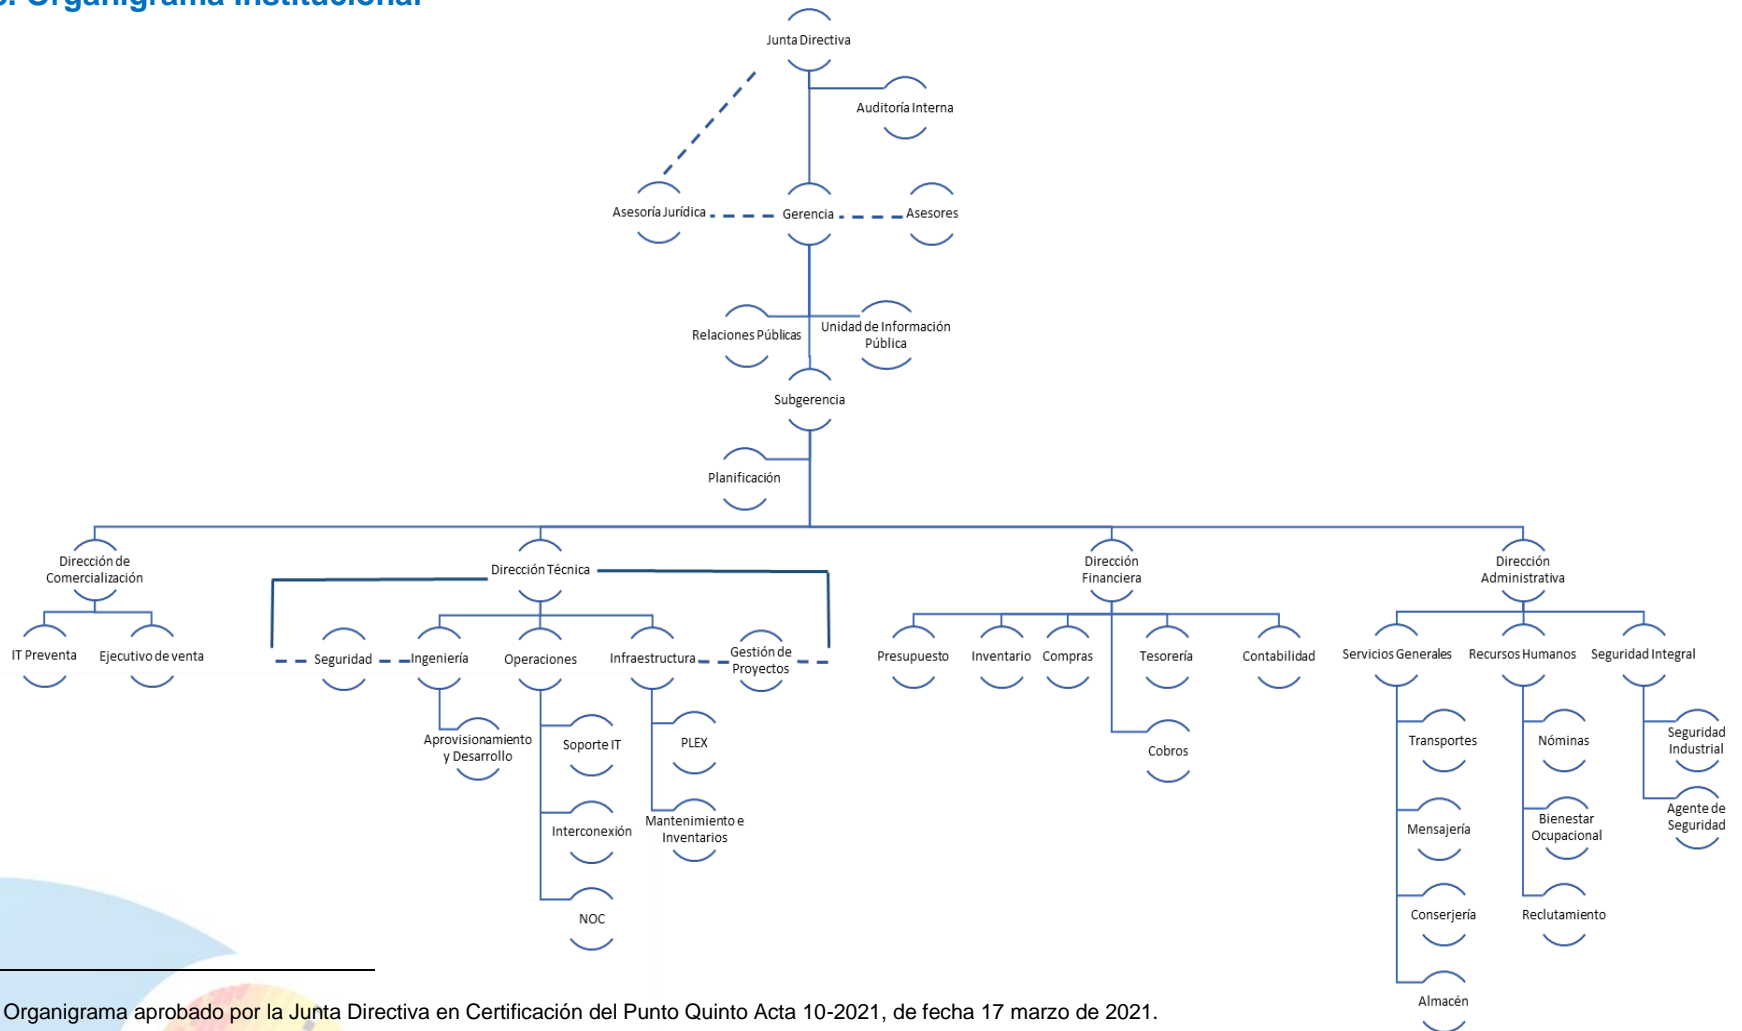 . Organigrama Institucional
Junta Directiva
Auditoría Interna
Asesoría Jurídica
Gerencia
Asesores
Relaciones Públicas
Unidad de Información
Pública
Subgerencia
Planificación
Dirección de
Comercialización
Dirección Técnica
Dirección
Financiera
Dirección
Administrativa
IT Preventa
Ejecutivo de venta
Seguridad
Ingeniería
Operaciones
Infraestructura
Gestión de
Proyectos
Presupuesto
Inventario
Compras
Tesorería
Contabilidad
Servicios Generales
Recursos Humanos
Seguridad Integral
Aprovisionamiento
y Desarrollo
Soporte IT
PLEX
Cobros
Transportes
Nóminas
Seguridad
Industrial
Interconexión
Mantenimiento e
Inventarios
Mensajería
Bienestar
Ocupacional
Agente de
Seguridad
NOC
Conserjería
Reclutamiento
Almacén
Organigrama aprobado por la Junta Directiva en Certificación del Punto Quinto Acta 10-2021, de fecha 17 marzo de 2021.